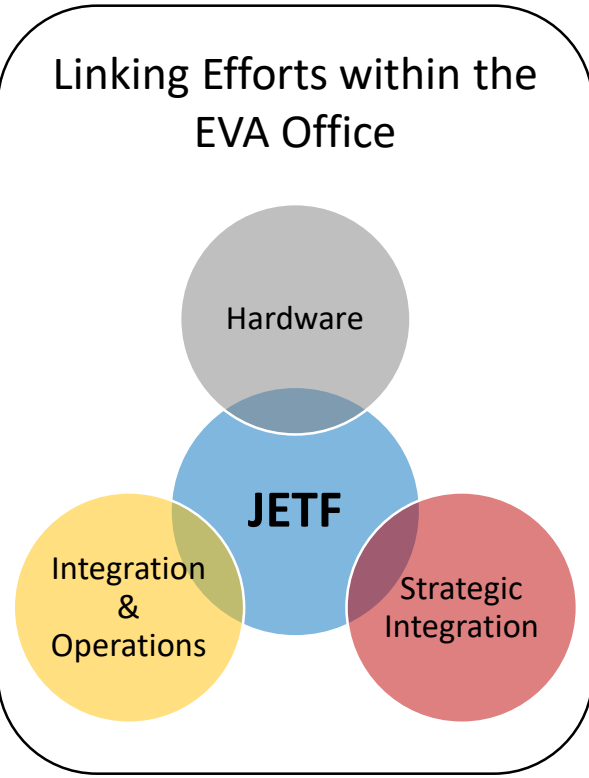 Linking Efforts within the
EVA Office
Hardware
JETF
Integration
&
Operations
Strategic
Integration